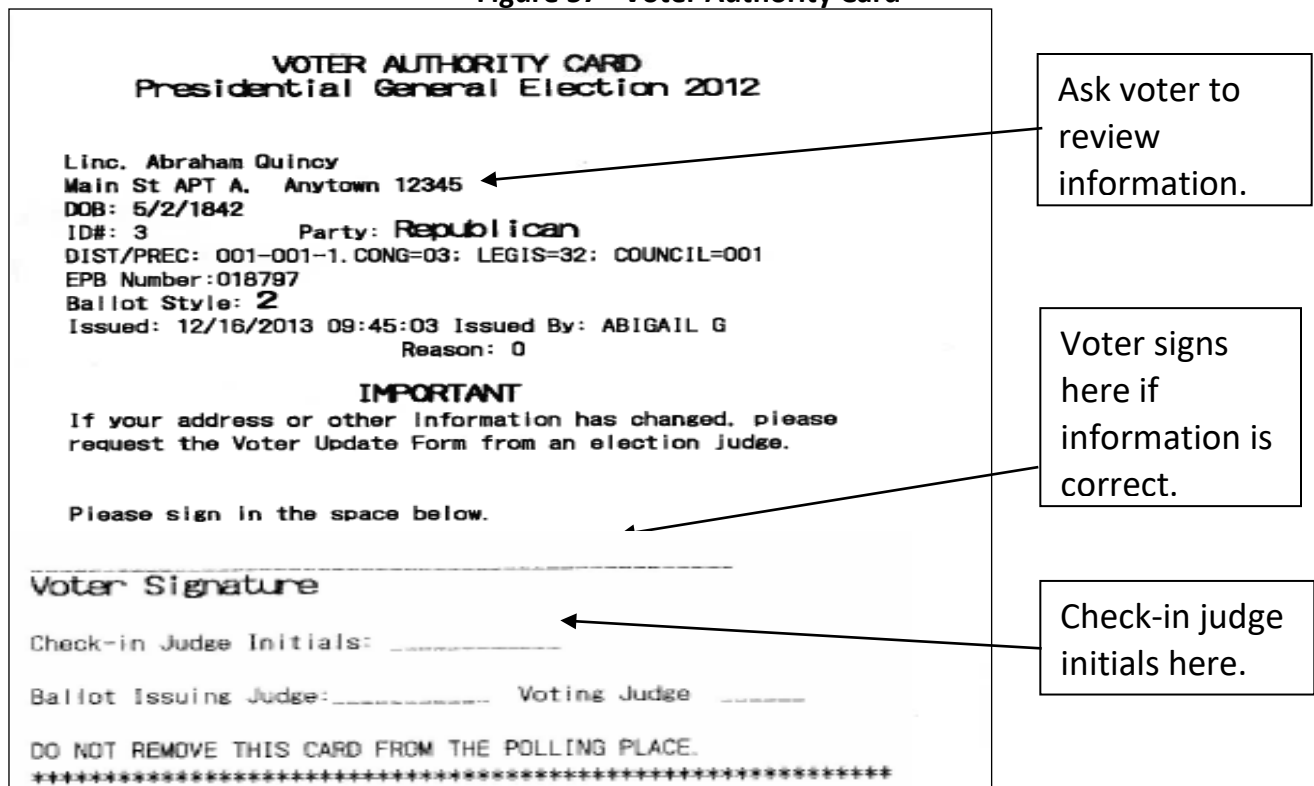 VOTER AUTHORITY CARD
Presidential General Election 2012
Linc, Abraham Quincy
Main St APT A, Anytown 12345
DOB: 5/2/1842
ID#: 3 Party: Republican
DIST/PREC: 001-001-1.CONG=03: LEGIS=32: COUNCIL=001
EPB Number:018797
Ballot Style: 2
Issued: 12/16/2013 09:45:03 Issued By: ABIGAIL G
Reason: 0
IMPORTANT
If your address or other information has changed, please
request the Voter Update Form from an election judge.
Please sign in the space below.
Voter Signature
Check-in Judge Initials: ____________
Ballot Issuing Judge:___________ Voting Judge ______
DO NOT REMOVE THIS CARD FROM THE POLLING PLACE.
************************************************************
Ask voter to
review
information.
Voter signs
here if
information is
correct.
Check-in judge
initials here.